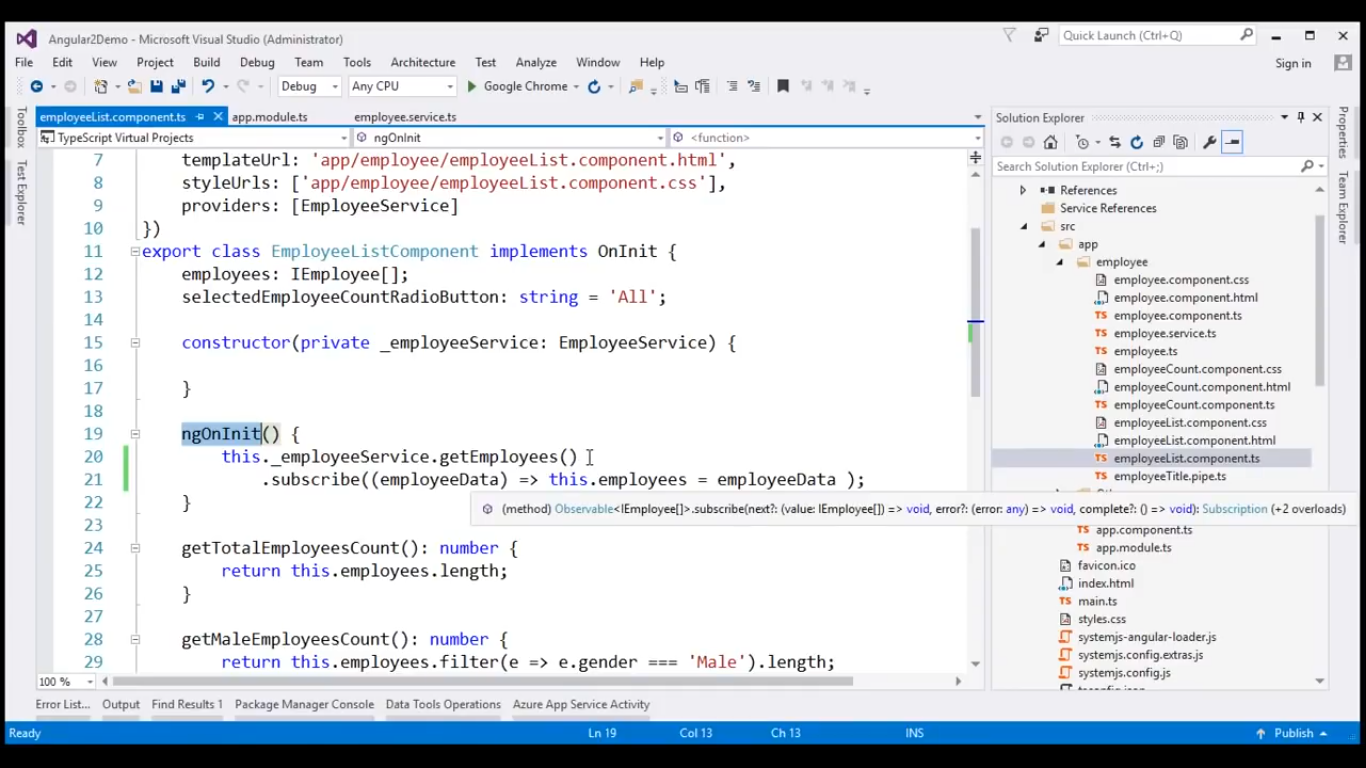 Angular2Demo - Microsoft Visual Studio (Administrator)
Quick Launch (Ctrl+Q)
File Edit View Project Build Debug Team Tools Architecture Test Analyze Window Help
Sign in
Debug Any CPU Google Chrome
employeeList.component.ts app.module.ts employee.service.ts
TypeScript Virtual Projects ngOnInit <function>
Toolbox
Test Explorer
7 templateUrl: 'app/employee/employeeList.component.html',
8 styleUrls: ['app/employee/employeeList.component.css'],
9 providers: [EmployeeService]
10 })
11 export class EmployeeListComponent implements OnInit {
12 employees: IEmployee[];
13 selectedEmployeeCountRadioButton: string = 'All';
14
15 constructor(private _employeeService: EmployeeService) {
16
17 }
18
19 ngOnInit() {
20 this._employeeService.getEmployees()
21 .subscribe((employeeData) => this.employees = employeeData );
22 }
(method) Observable<IEmployee[]>.subscribe(next?: (value: IEmployee[]) => void, error?: (error: any) => void, complete?: () => void): Subscription (+2 overloads)
23
24 getTotalEmployeesCount(): number {
25 return this.employees.length;
26 }
27
28 getMaleEmployeesCount(): number {
29 return this.employees.filter(e => e.gender === 'Male').length;
100 %
Solution Explorer
Search Solution Explorer (Ctrl+;)
References
Service References
src
app
employee
employee.component.css
employee.component.html
employee.component.ts
employee.service.ts
employee.ts
employeeCount.component.css
employeeCount.component.html
employeeCount.component.ts
employeeList.component.css
employeeList.component.html
employeeList.component.ts
employeeTitle.pipe.ts
app.component.ts
app.module.ts
favicon.ico
index.html
main.ts
styles.css
systemjs-angular-loader.js
systemjs.config.extras.js
systemjs.config.js
Properties
Team Explorer
Error List... Output Find Results 1 Package Manager Console Data Tools Operations Azure App Service Activity
Ready Ln 19 Col 13 Ch 13 INS Publish